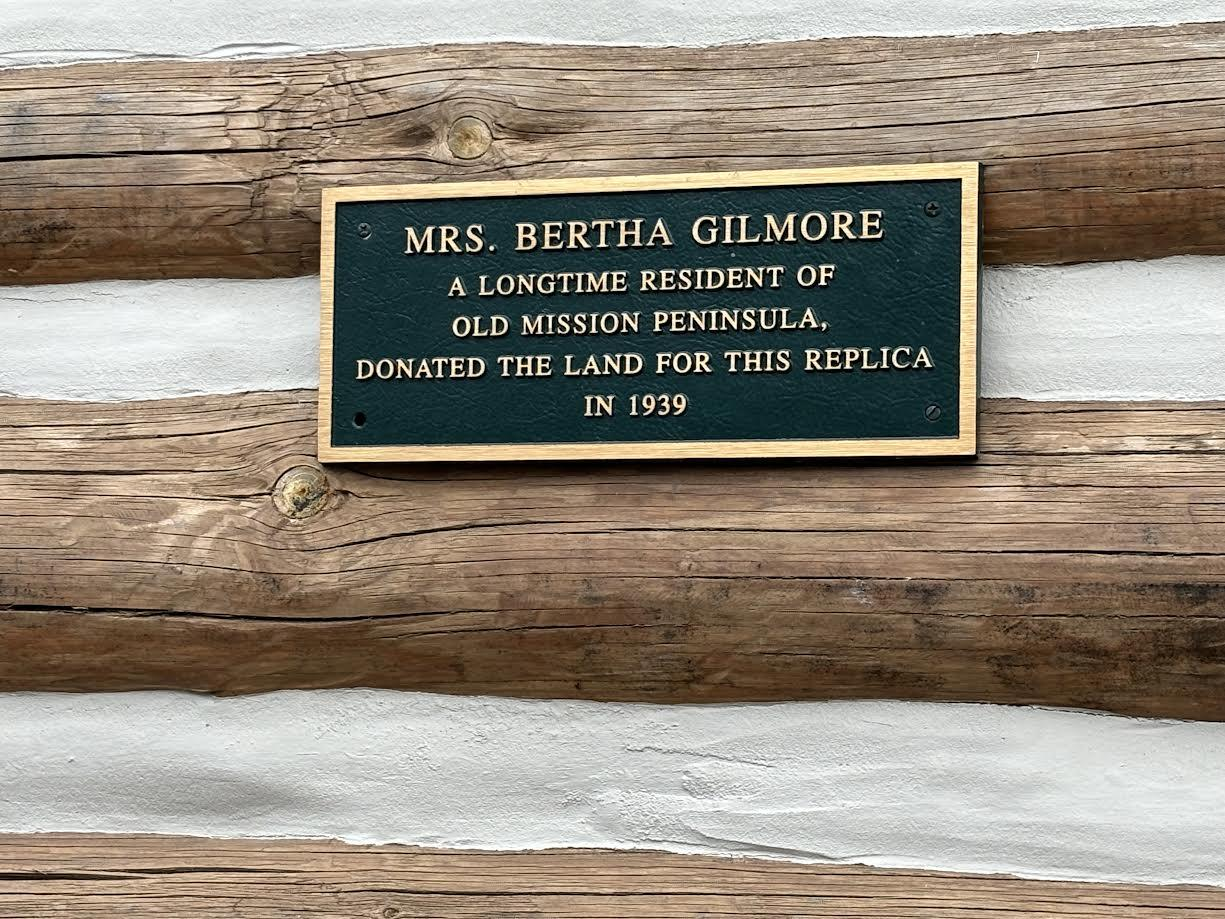 MRS. BERTHA GILMORE
A LONGTIME RESIDENT OF
OLD MISSION PENINSULA,
DONATED THE LAND FOR THIS REPLICA
IN 1939